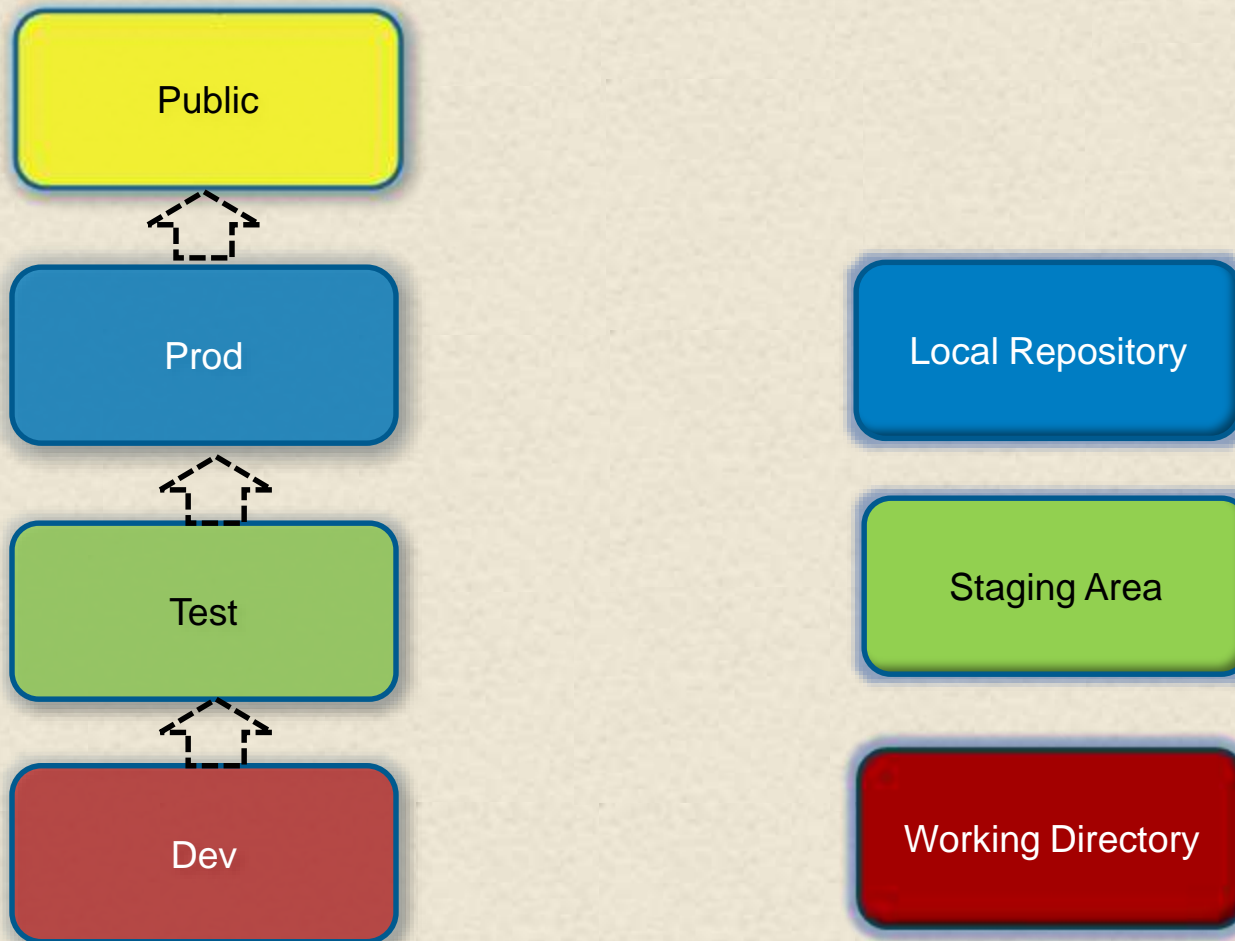 Public
Prod
Local Repository
Test
Staging Area
Dev
Working Directory